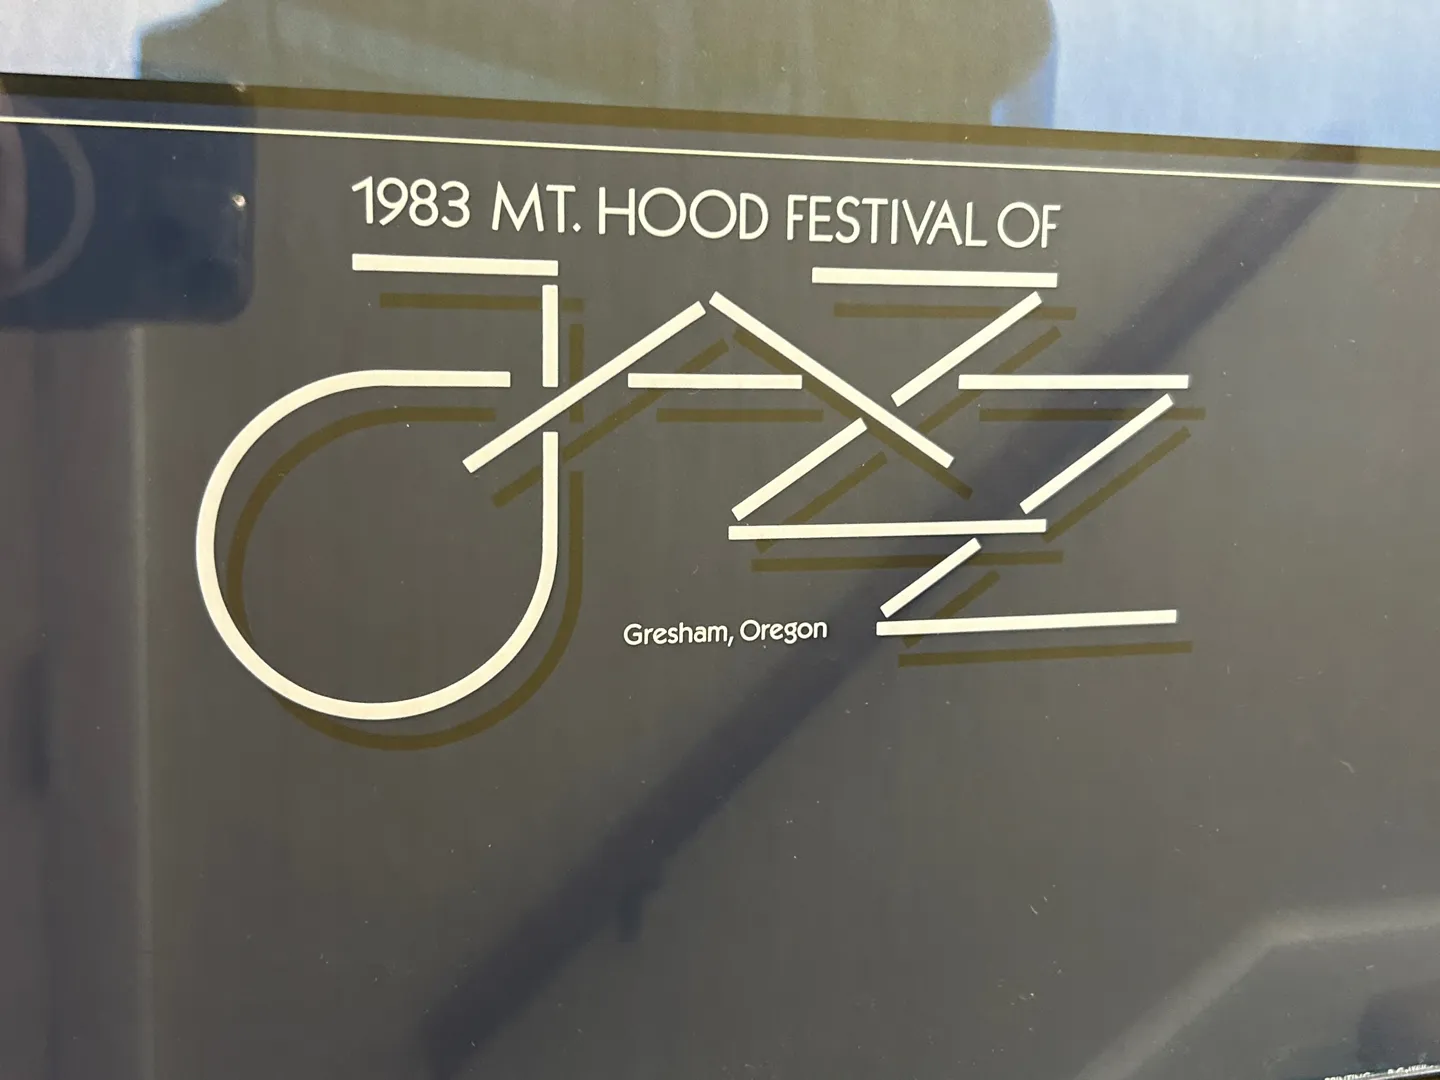 1983 MT. HOOD FESTIVAL OF
JAZZ
Gresham, Oregon